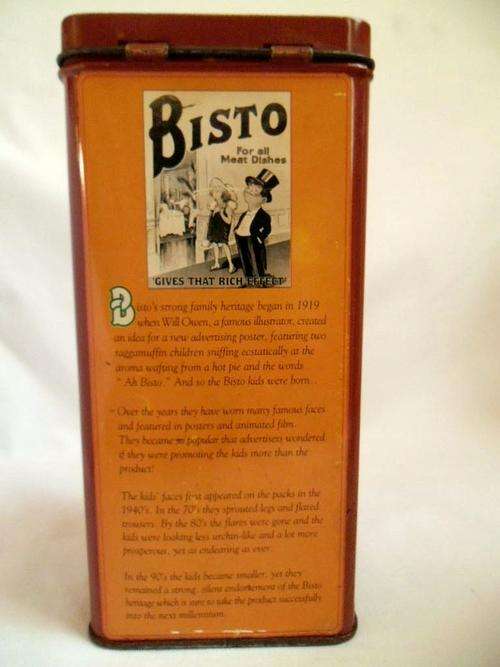 BISTO
For all
Meat Dishes
'GIVES THAT RICH EFFECT'
Bisto's strong family heritage began in 1919
when Will Owen, a famous illustrator, created
an idea for a new advertising poster, featuring two
raggamuffin children sniffing ecstatically at the
aroma wafting from a hot pie and the words
"Ah Bisto." And so the Bisto kids were born.
Over the years they have worn many famous faces
and featured in posters and animated film.
They became so popular that advertisers wondered
if they were promoting the kids more than the
product!
The kids' faces first appeared on the packs in the
1940's. In the 70's they sprouted legs and flared
trousers. By the 80's the flares were gone and the
kids were looking less urchin-like and a lot more
prosperous, yet as endearing as ever.
In the 90's the kids became smaller, yet they
remained a strong, silent endorsement of the Bisto
heritage which is sure to take the product successfully
into the next millennium.